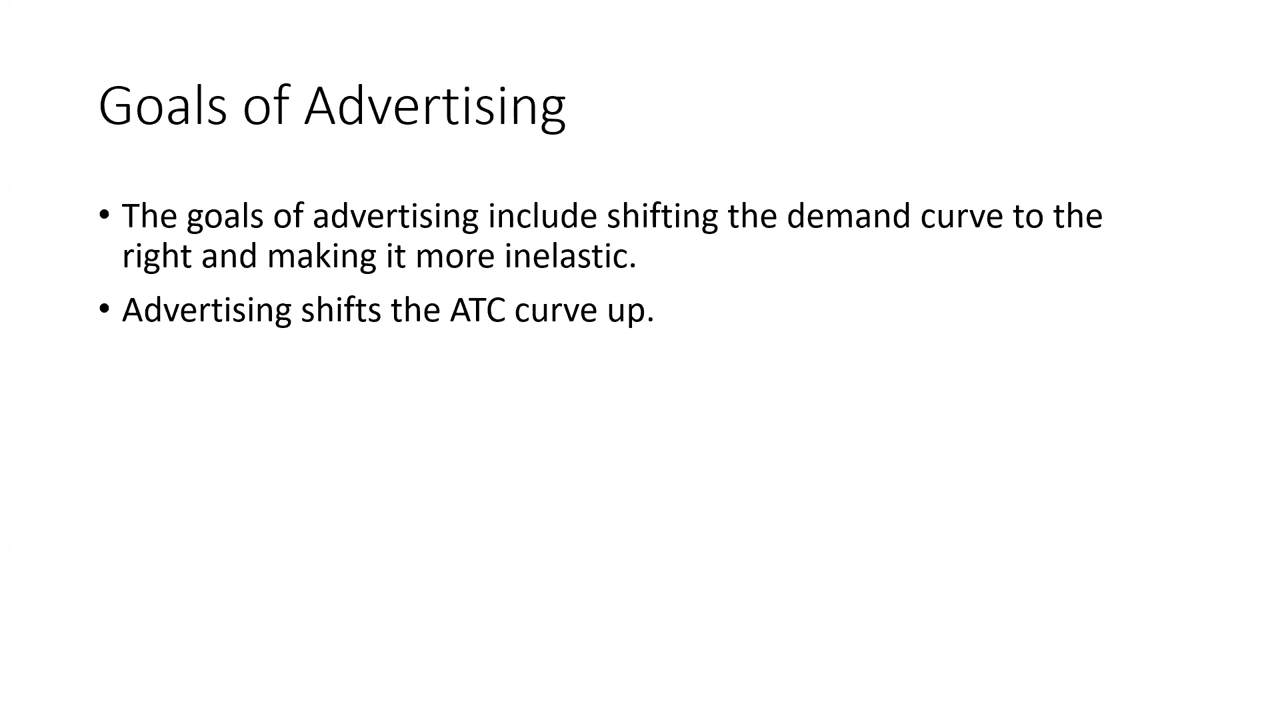 Goals of Advertising
• The goals of advertising include shifting the demand curve to the
right and making it more inelastic.
• Advertising shifts the ATC curve up.